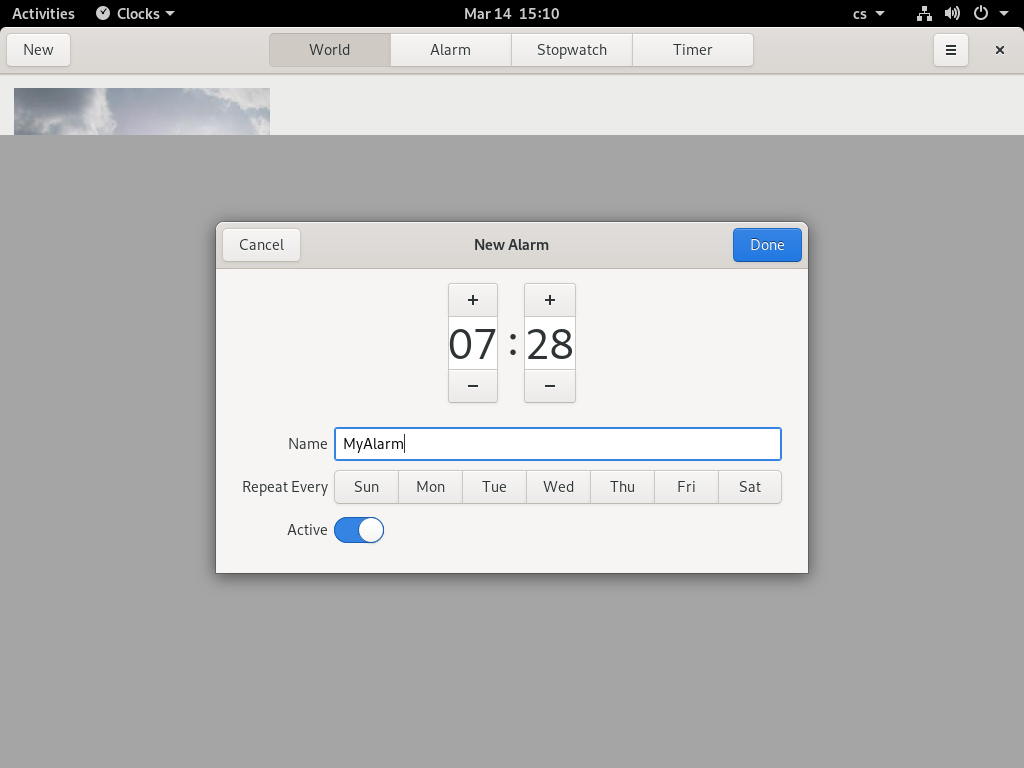 Activities Clocks Mar 14 15:10 cs
New World Alarm Stopwatch Timer
Cancel New Alarm Done
+ +
07 : 28
− −
Name MyAlarm
Repeat Every Sun Mon Tue Wed Thu Fri Sat
Active